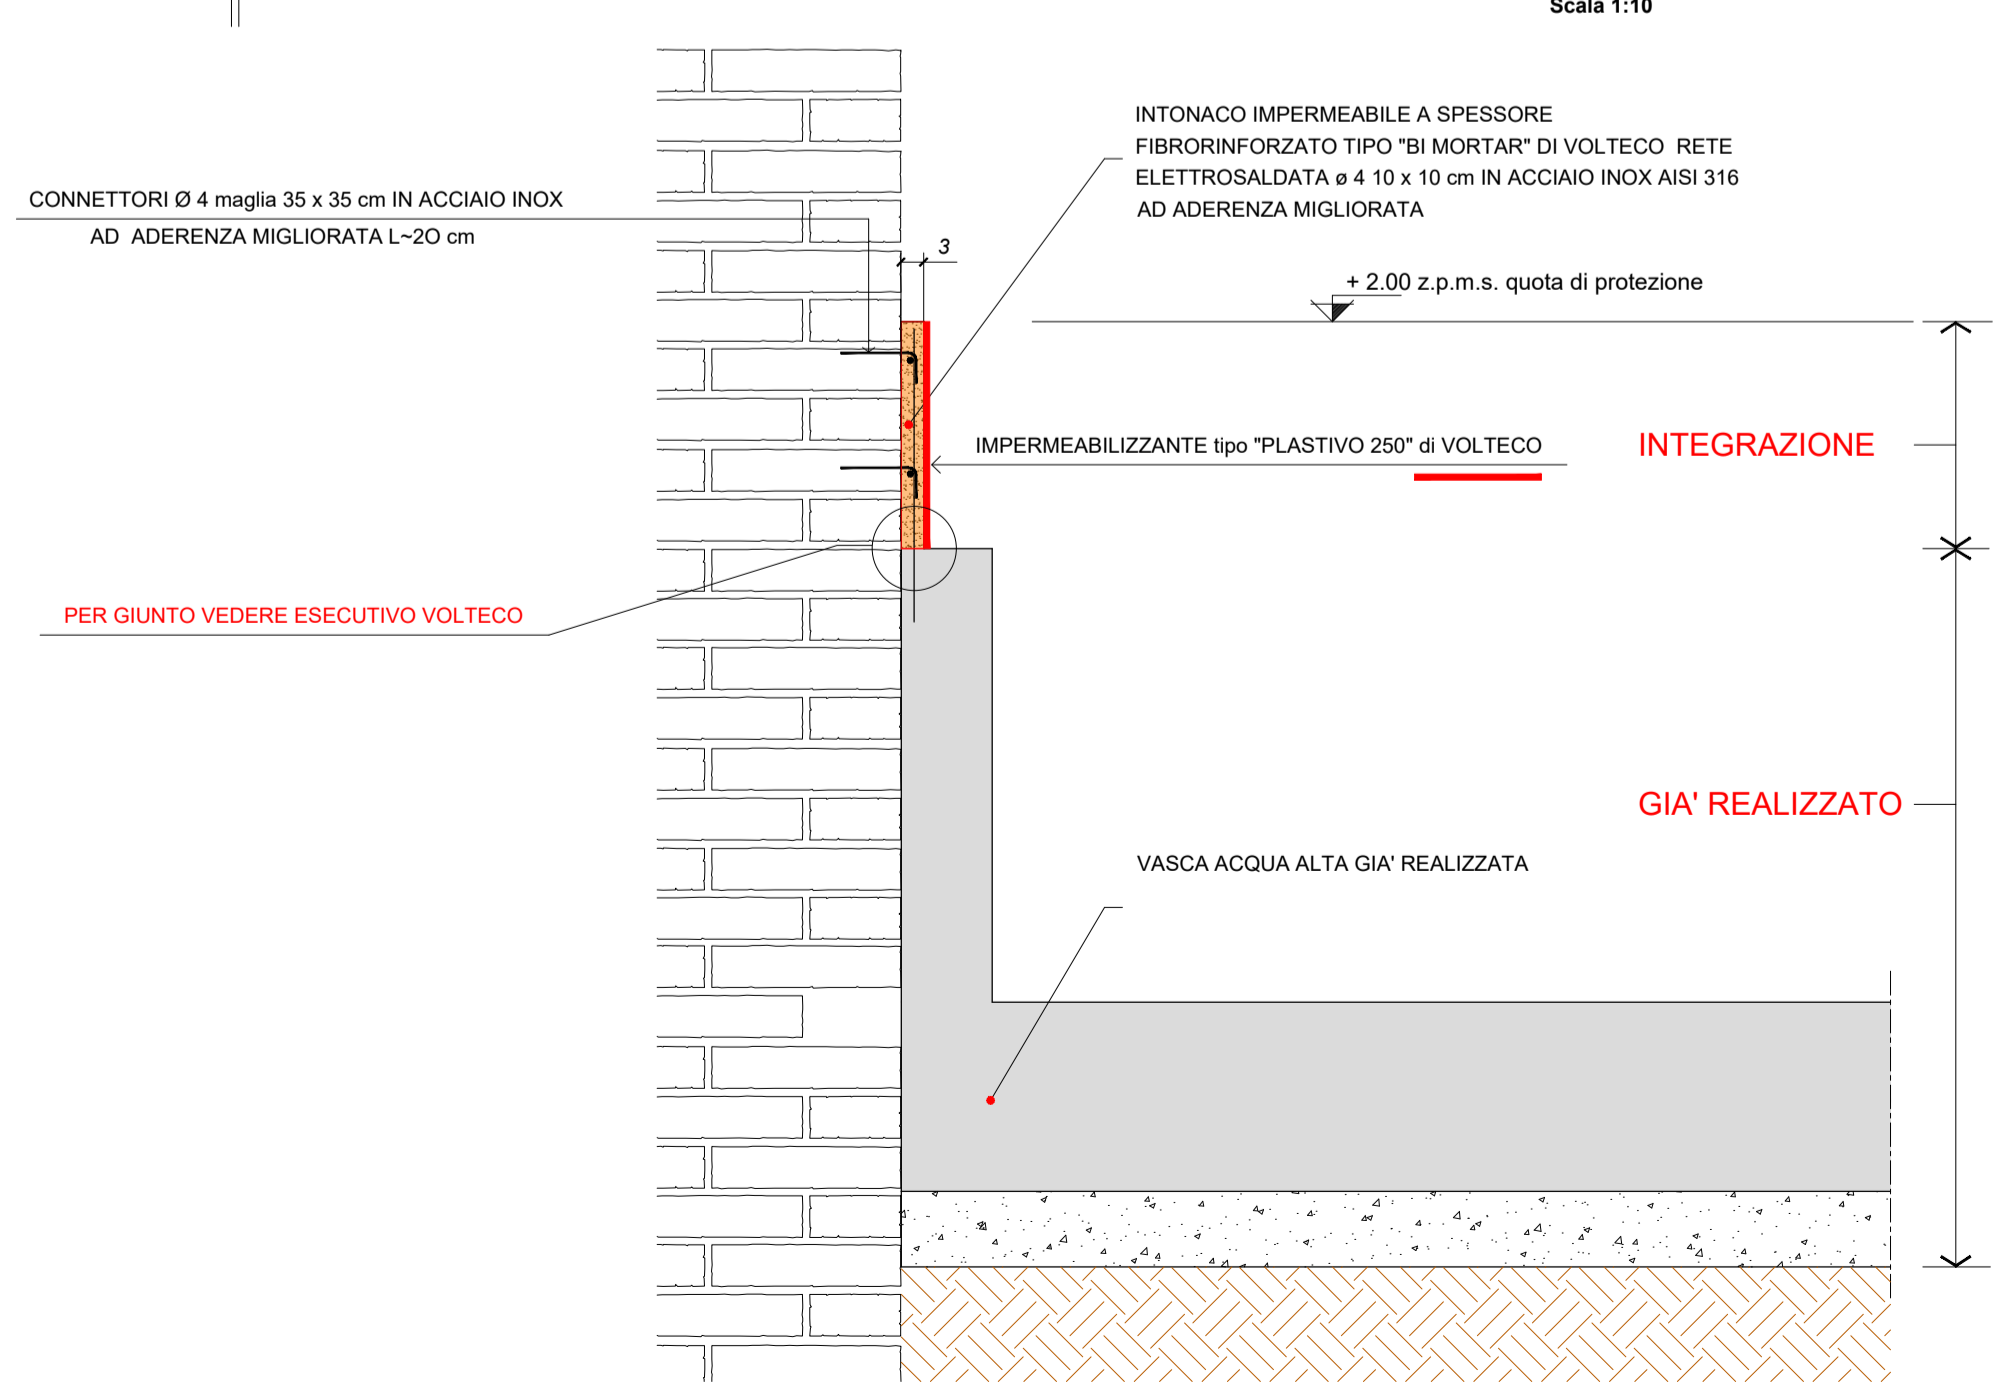 Scala 1:10
INTONACO IMPERMEABILE A SPESSORE
FIBRORINFORZATO TIPO "BI MORTAR" DI VOLTECO RETE
ELETTROSALDATA ø 4 10 x 10 cm IN ACCIAIO INOX AISI 316
AD ADERENZA MIGLIORATA
CONNETTORI Ø 4 maglia 35 x 35 cm IN ACCIAIO INOX
AD ADERENZA MIGLIORATA L~2O cm
3
+ 2.00 z.p.m.s. quota di protezione
IMPERMEABILIZZANTE tipo "PLASTIVO 250" di VOLTECO
INTEGRAZIONE
PER GIUNTO VEDERE ESECUTIVO VOLTECO
GIA' REALIZZATO
VASCA ACQUA ALTA GIA' REALIZZATA